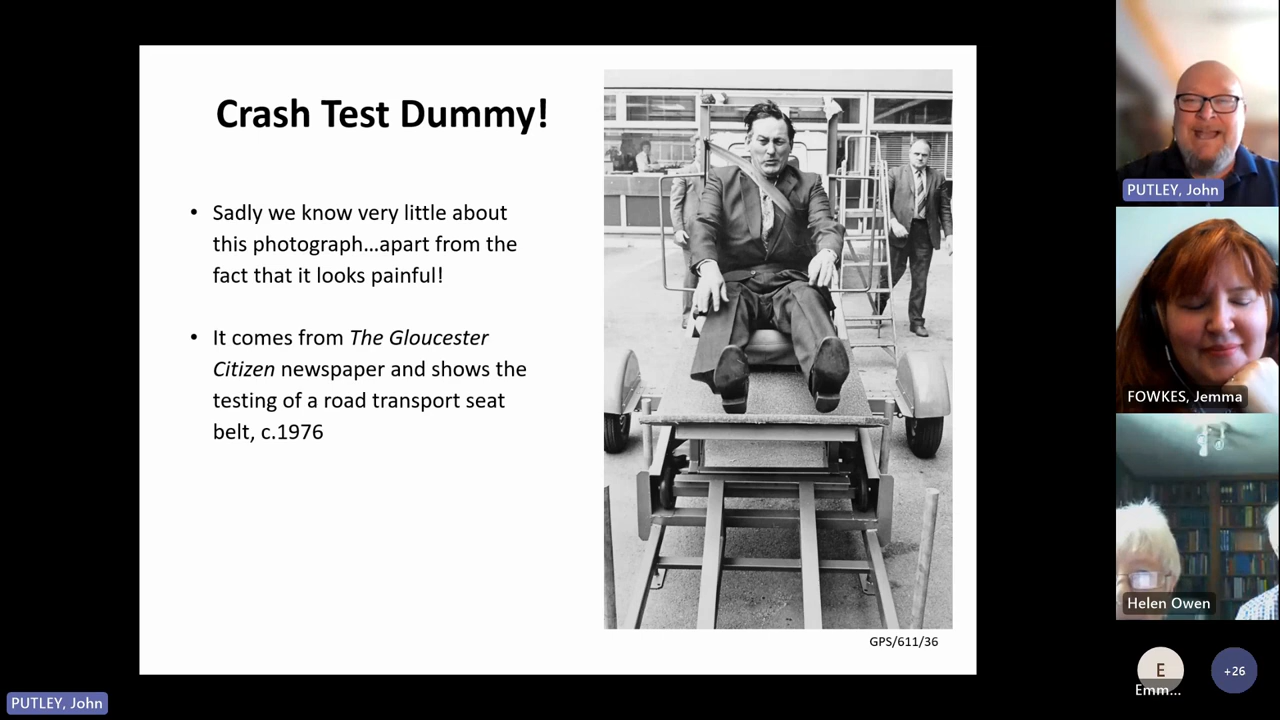 Crash Test Dummy!
• Sadly we know very little about
this photograph...apart from the
fact that it looks painful!
• It comes from The Gloucester
Citizen newspaper and shows the
testing of a road transport seat
belt, c.1976
GPS/611/36
PUTLEY, John
FOWKES, Jemma
Helen Owen
E
Emm...
+26
PUTLEY, John